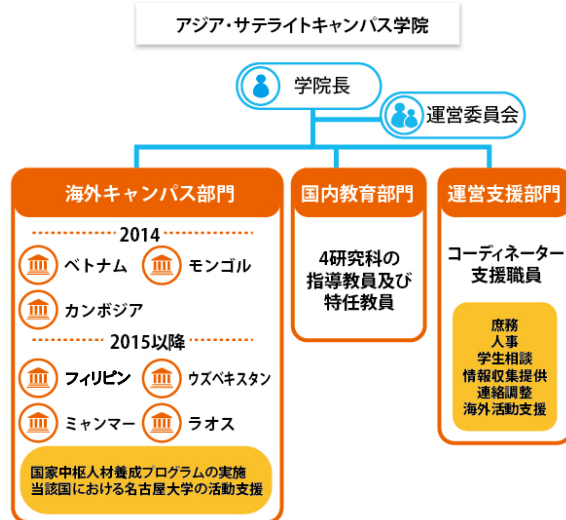 アジア・サテライトキャンパス学院
学院長
運営委員会
海外キャンパス部門
2014
ベトナム
モンゴル
カンボジア
2015以降
フィリピン
ウズベキスタン
ミャンマー
ラオス
国家中枢人材養成プログラムの実施
当該国における名古屋大学の活動支援
国内教育部門
4研究科の
指導教員及び
特任教員
運営支援部門
コーディネーター
支援職員
庶務
人事
学生相談
情報収集提供
連絡調整
海外活動支援